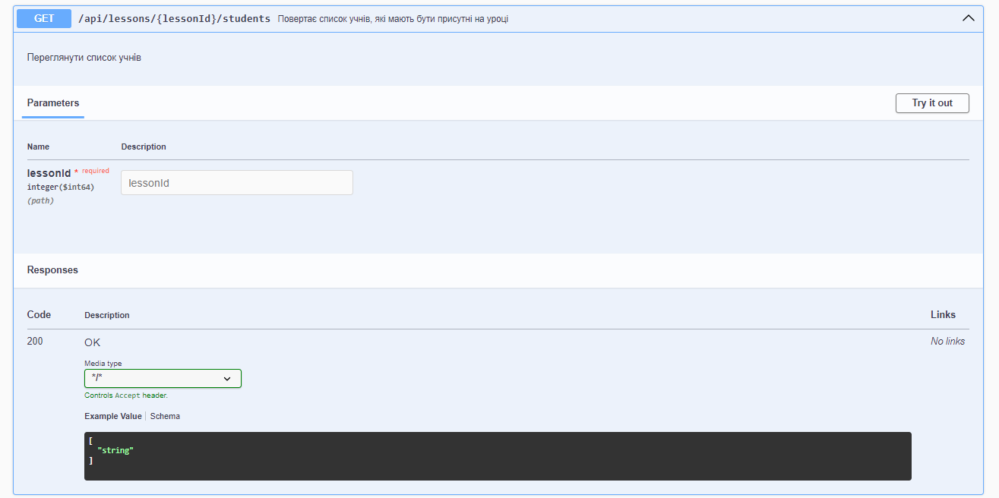 GET /api/lessons/{lessonId}/students Повертає список учнів, які мають бути присутні на уроці
Переглянути список учнів
Parameters
Try it out
Name Description
lessonId * required
integer($int64)
(path)
lessonId
Responses
Code Description Links
200 OK No links
Media type
*/*
Controls Accept header.
Example Value Schema
[
"string"
]